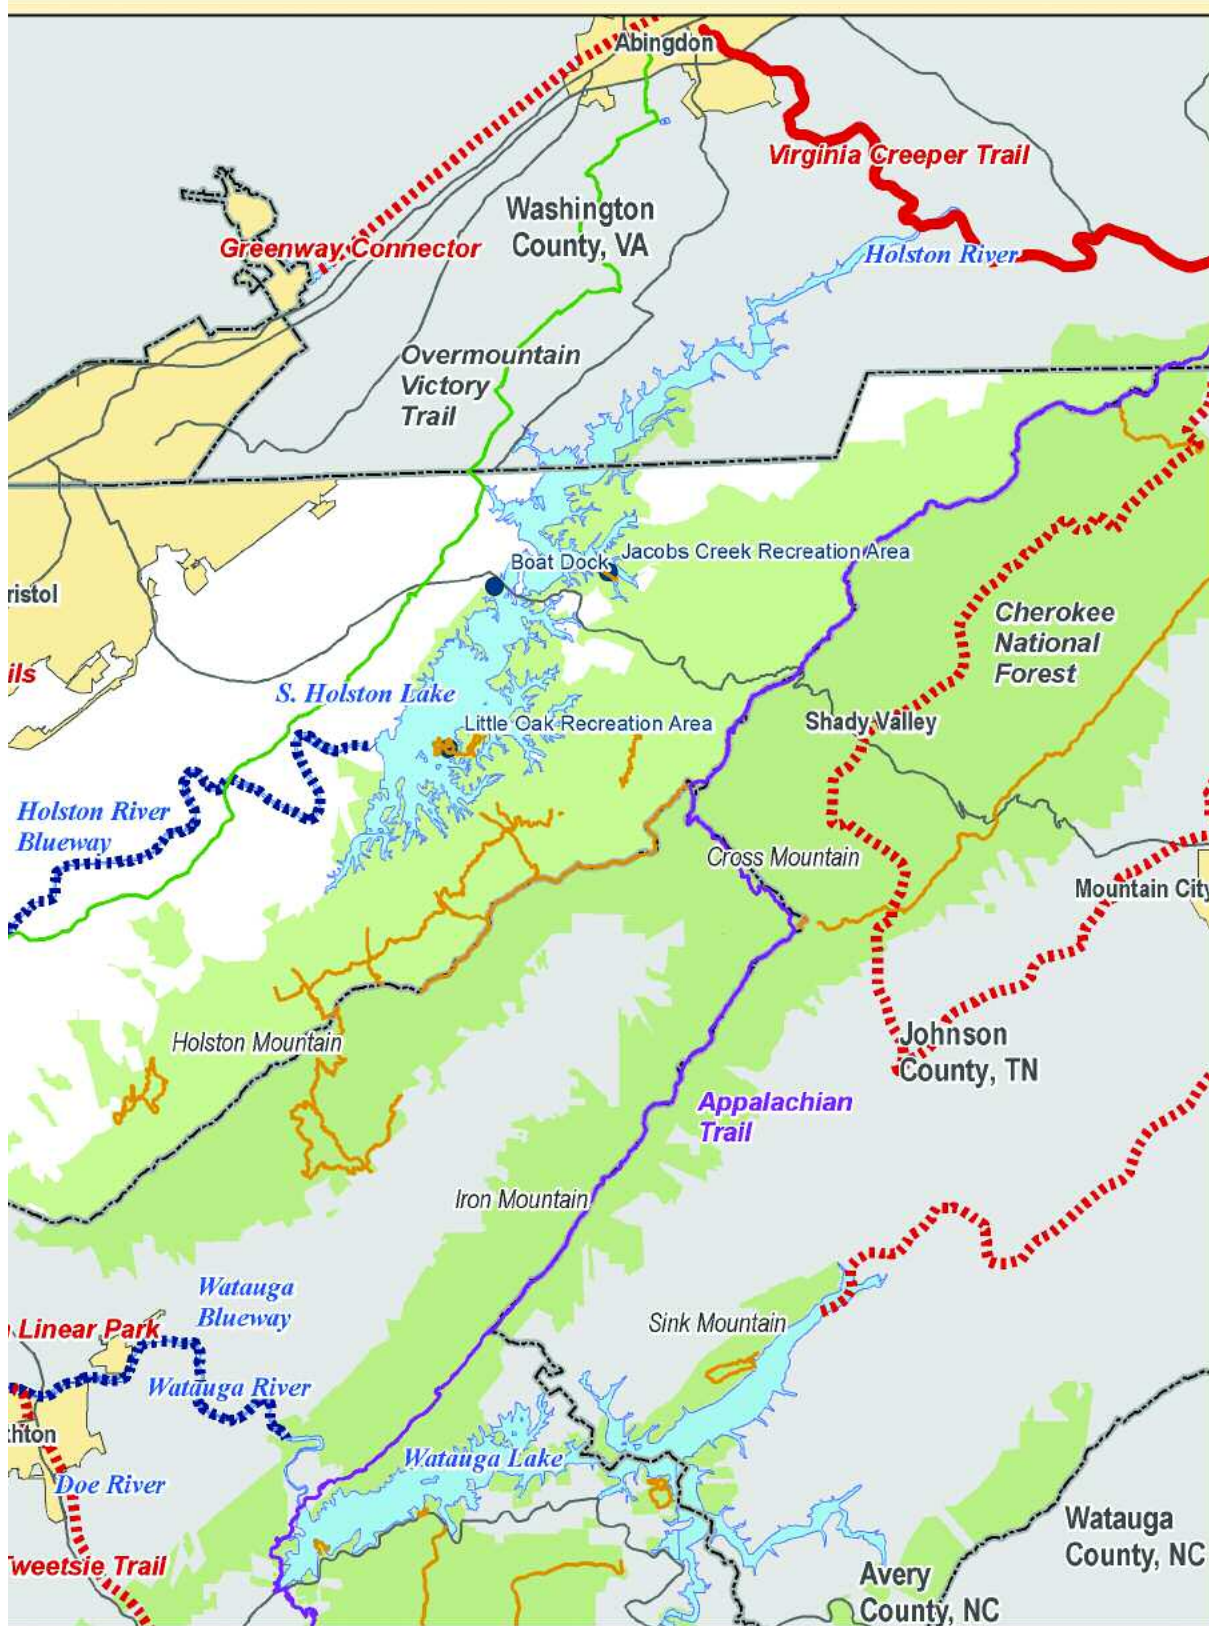 Abingdon
Virginia Creeper Trail
Washington
County, VA
Greenway Connector
Holston River
Overmountain
Victory
Trail
Boat Dock
Jacobs Creek Recreation Area
ristol
Cherokee
National
Forest
ils
S. Holston Lake
Little Oak Recreation Area
Shady Valley
Holston River
Blueway
Cross Mountain
Mountain City
Holston Mountain
Johnson
County, TN
Appalachian
Trail
Iron Mountain
Watauga
Blueway
Linear Park
Sink Mountain
Watauga River
hton
Watauga Lake
Doe River
Watauga
County, NC
Tweetsie Trail
Avery
County, NC